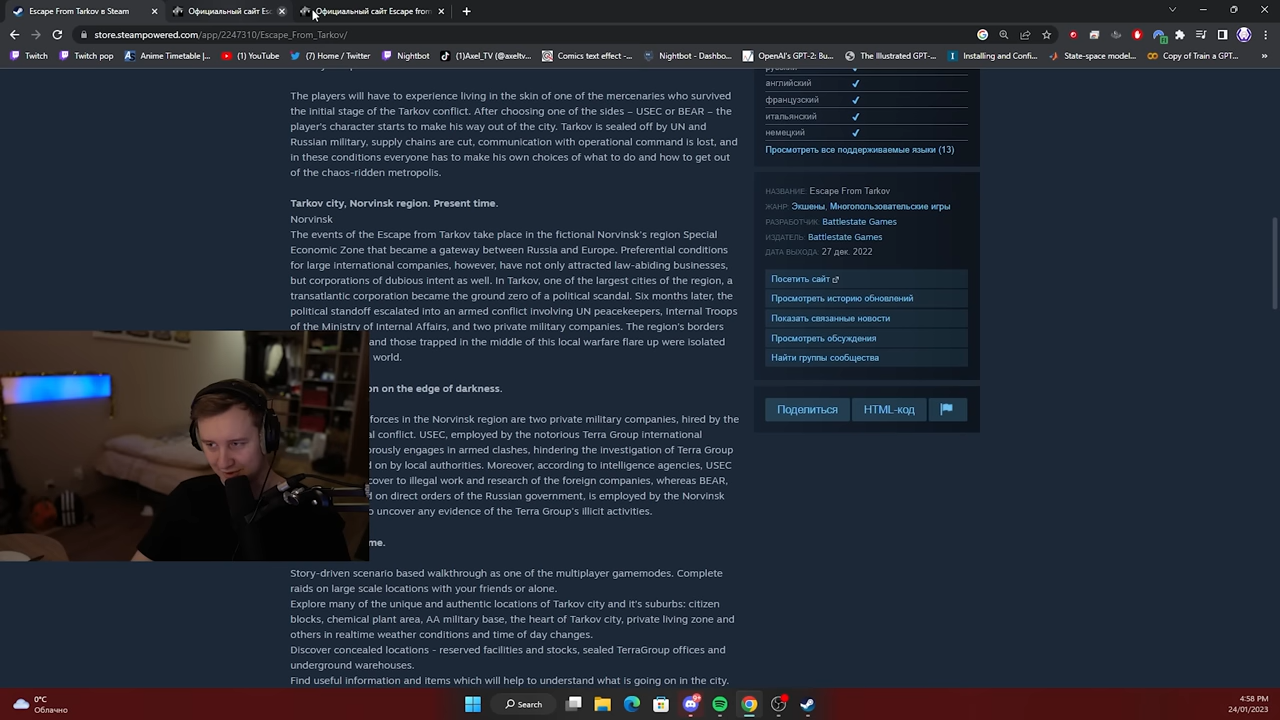 Escape From Tarkov в Steam
Официальный сайт Esc
Официальный сайт Escape from
store.steampowered.com/app/2247310/Escape_From_Tarkov/
Twitch
Twitch pop
Anime Timetable |...
(1) YouTube
(7) Home / Twitter
Nightbot
(1)Axel_TV (@axeltv...
Comics text effect -...
Nightbot - Dashbo...
OpenAI's GPT-2: Bu...
The Illustrated GPT-...
Installing and Confi...
State-space model...
Copy of Train a GPT...
The players will have to experience living in the skin of one of the mercenaries who survived
the initial stage of the Tarkov conflict. After choosing one of the sides – USEC or BEAR – the
player's character starts to make his way out of the city. Tarkov is sealed off by UN and
Russian military, supply chains are cut, communication with operational command is lost, and
in these conditions everyone has to make his own choices of what to do and how to get out
of the chaos-ridden metropolis.
Tarkov city, Norvinsk region. Present time.
Norvinsk
The events of the Escape from Tarkov take place in the fictional Norvinsk's region Special
Economic Zone that became a gateway between Russia and Europe. Preferential conditions
for large international companies, however, have not only attracted law-abiding businesses,
but corporations of dubious intent as well. In Tarkov, one of the largest cities of the region, a
transatlantic corporation became the ground zero of a political scandal. Six months later, the
political standoff escalated into an armed conflict involving UN peacekeepers, Internal Troops
of the Ministry of Internal Affairs, and two private military companies. The region's borders
and those trapped in the middle of this local warfare flare up were isolated
world.
on on the edge of darkness.
forces in the Norvinsk region are two private military companies, hired by the
al conflict. USEC, employed by the notorious Terra Group international
orously engages in armed clashes, hindering the investigation of Terra Group
d on by local authorities. Moreover, according to intelligence agencies, USEC
cover to illegal work and research of the foreign companies, whereas BEAR,
d on direct orders of the Russian government, is employed by the Norvinsk
o uncover any evidence of the Terra Group's illicit activities.
me.
Story-driven scenario based walkthrough as one of the multiplayer gamemodes. Complete
raids on large scale locations with your friends or alone.
Explore many of the unique and authentic locations of Tarkov city and it's suburbs: citizen
blocks, chemical plant area, AA military base, the heart of Tarkov city, private living zone and
others in realtime weather conditions and time of day changes.
Discover concealed locations - reserved facilities and stocks, sealed TerraGroup offices and
underground warehouses.
Find useful information and items which will help to understand what is going on in the city.
русский
английский
французский
итальянский
немецкий
Просмотреть все поддерживаемые языки (13)
НАЗВАНИЕ: Escape From Tarkov
ЖАНР: Экшены, Многопользовательские игры
РАЗРАБОТЧИК: Battlestate Games
ИЗДАТЕЛЬ: Battlestate Games
ДАТА ВЫХОДА: 27 дек. 2022
Посетить сайт
Просмотреть историю обновлений
Показать связанные новости
Просмотреть обсуждения
Найти группы сообщества
Поделиться
HTML-код
0°C
Облачно
Search
4:58 PM
24/01/2023